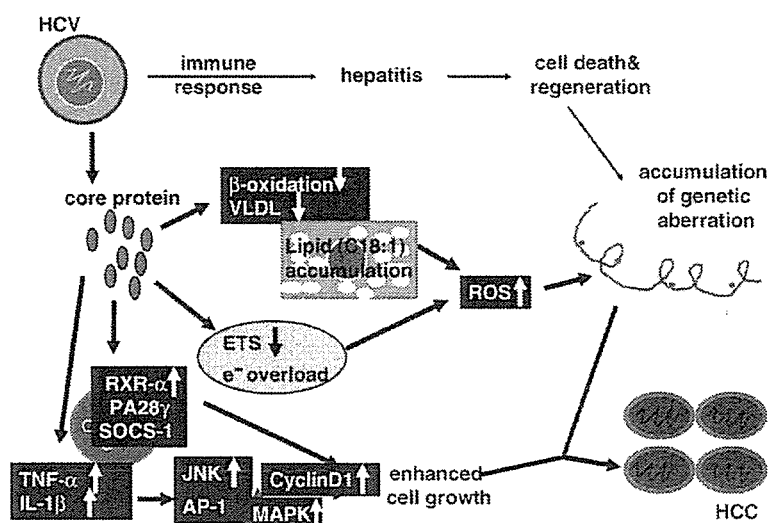 HCV
immune
response
hepatitis
cell death&
regeneration
accumulation
of genetic
aberration
core protein
β-oxidation
VLDL
Lipid (C18:1)
accumulation
ROS
ETS
e⁻ overload
RXR-α
PA28γ
SOCS-1
TNF-α
IL-1β
JNK
AP-1
CyclinD1
MAPK
enhanced
cell growth
HCC